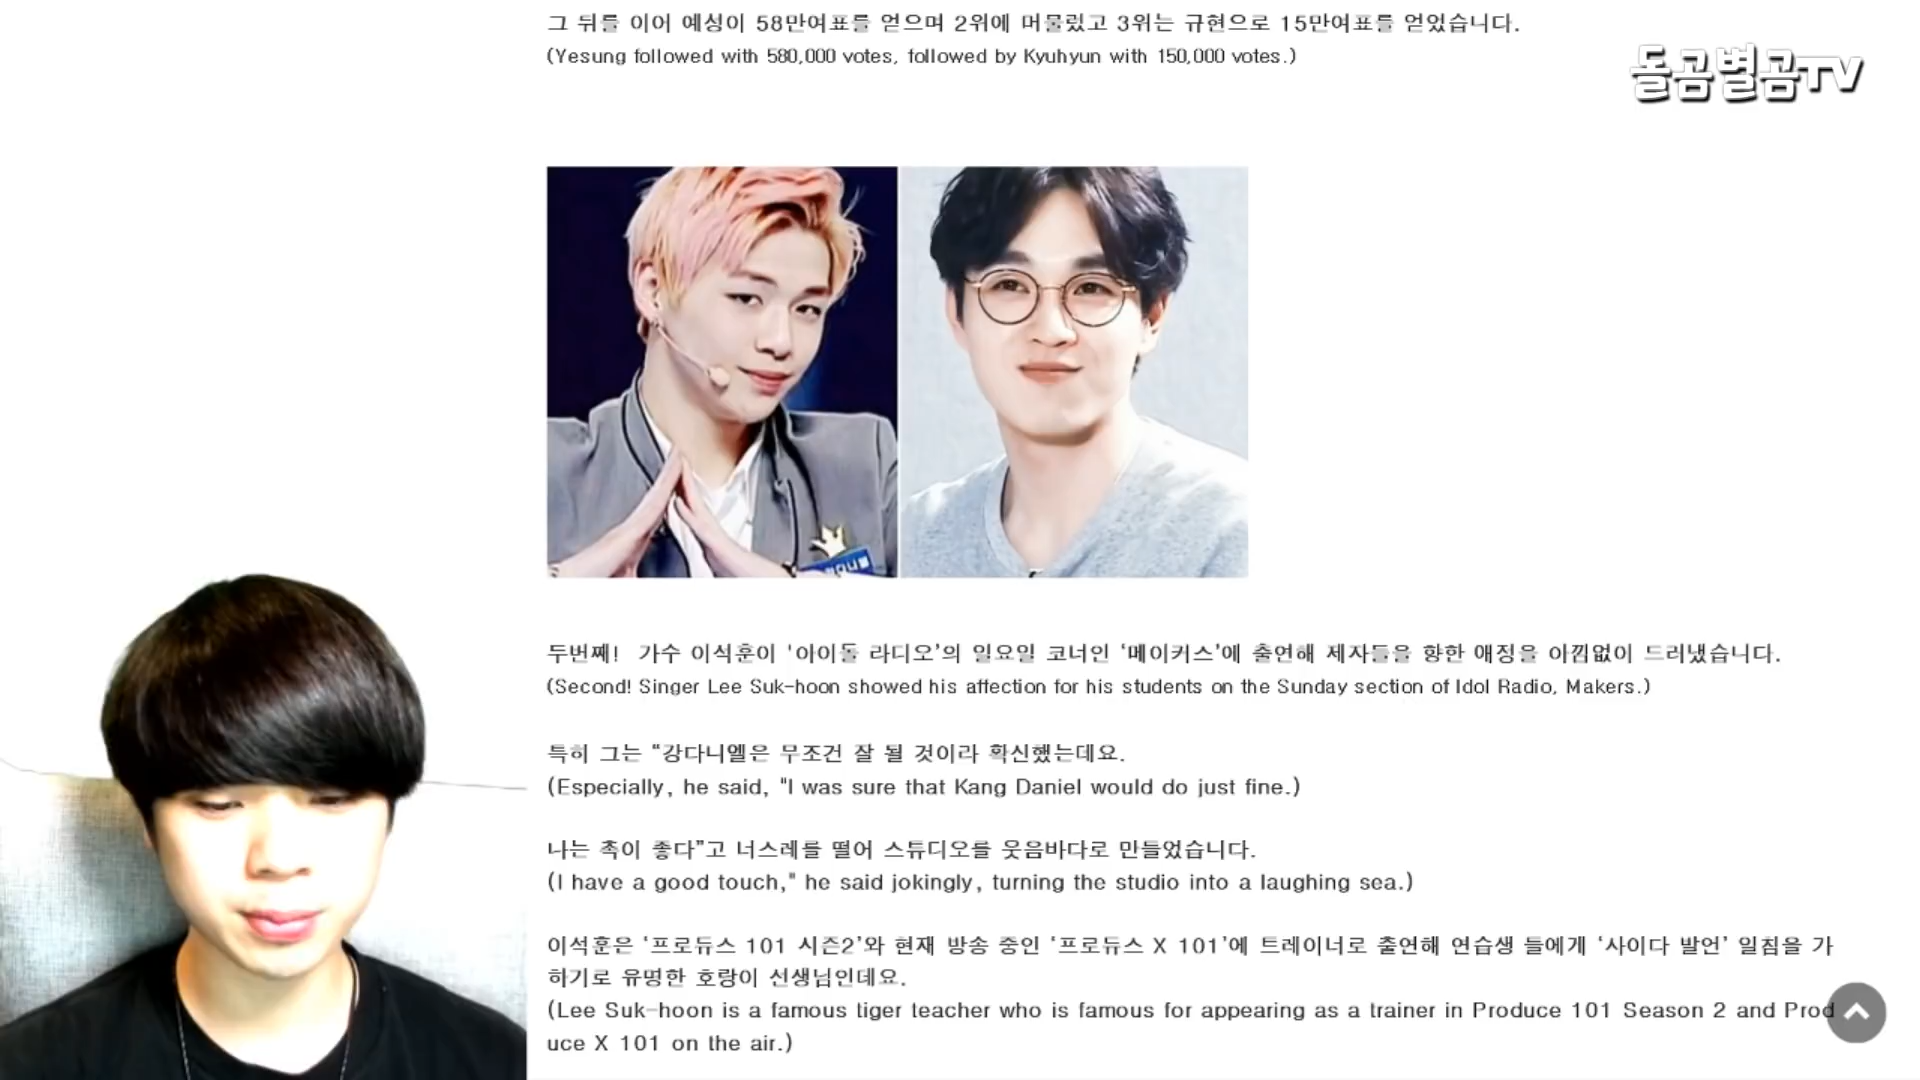 그 뒤를 이어 예성이 58만여표를 얻으며 2위에 머물렀고 3위는 규현으로 15만여표를 얻었습니다.
(Yesung followed with 580,000 votes, followed by Kyuhyun with 150,000 votes.)
돌곰별곰TV
두번째! 가수 이석훈이 '아이돌 라디오'의 일요일 코너인 '메이커스'에 출연해 제자들을 향한 애정을 아낌없이 드러냈습니다.
(Second! Singer Lee Suk-hoon showed his affection for his students on the Sunday section of Idol Radio, Makers.)
특히 그는 "강다니엘은 무조건 잘 될 것이라 확신했는데요.
(Especially, he said, "I was sure that Kang Daniel would do just fine.)
나는 촉이 좋다"고 너스레를 떨어 스튜디오를 웃음바다로 만들었습니다.
(I have a good touch," he said jokingly, turning the studio into a laughing sea.)
이석훈은 '프로듀스 101 시즌2'와 현재 방송 중인 '프로듀스 X 101'에 트레이너로 출연해 연습생 들에게 '사이다 발언' 일침을 가
하기로 유명한 호랑이 선생님인데요.
(Lee Suk-hoon is a famous tiger teacher who is famous for appearing as a trainer in Produce 101 Season 2 and Prod
uce X 101 on the air.)